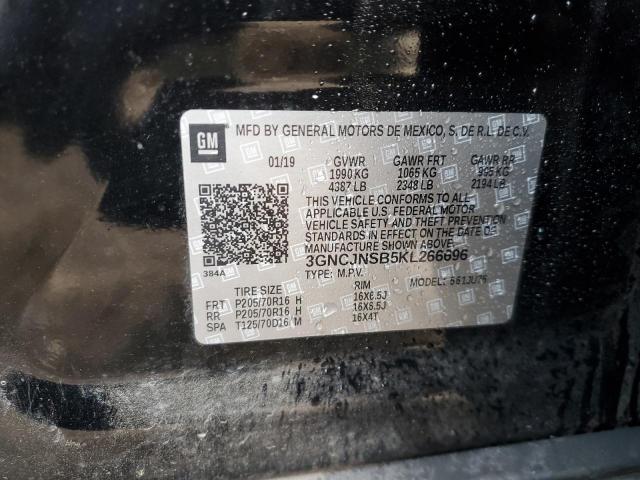 GM
MFD BY GENERAL MOTORS DE MEXICO, S. DE R.L. DE C.V.
01/19 GVWR GAWR FRT GAWR RR
1990 KG 1065 KG 995 KG
4387 LB 2348 LB 2194 LB
THIS VEHICLE CONFORMS TO ALL
APPLICABLE U.S. FEDERAL MOTOR
VEHICLE SAFETY AND THEFT PREVENTION
STANDARDS IN EFFECT ON THE DATE OF
MANUFACTURE SHOWN ABOVE.
3GNCJNSB5KL266696
384A TYPE: M.P.V. MODEL: 561JU76
TIRE SIZE RIM
FRT P205/70R16 H 16X6.5J
RR P205/70R16 H 16X6.5J
SPA T125/70D16 M 16X4T